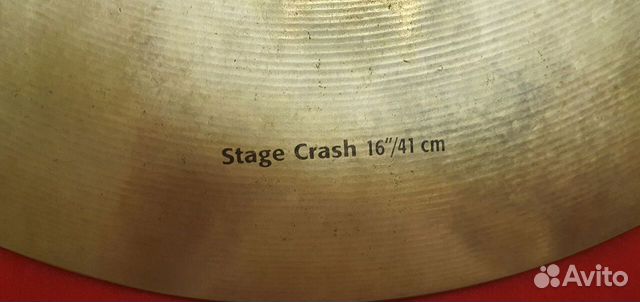 Stage Crash 16"/41 cm
Avito